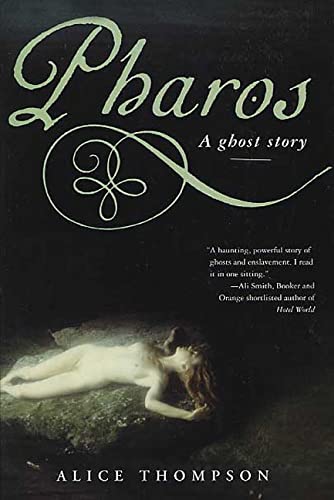 Pharos
A ghost story
"A haunting, powerful story of
ghosts and enslavement. I read
it in one sitting."
—Ali Smith, Booker and
Orange shortlisted author of
Hotel World
ALICE THOMPSON